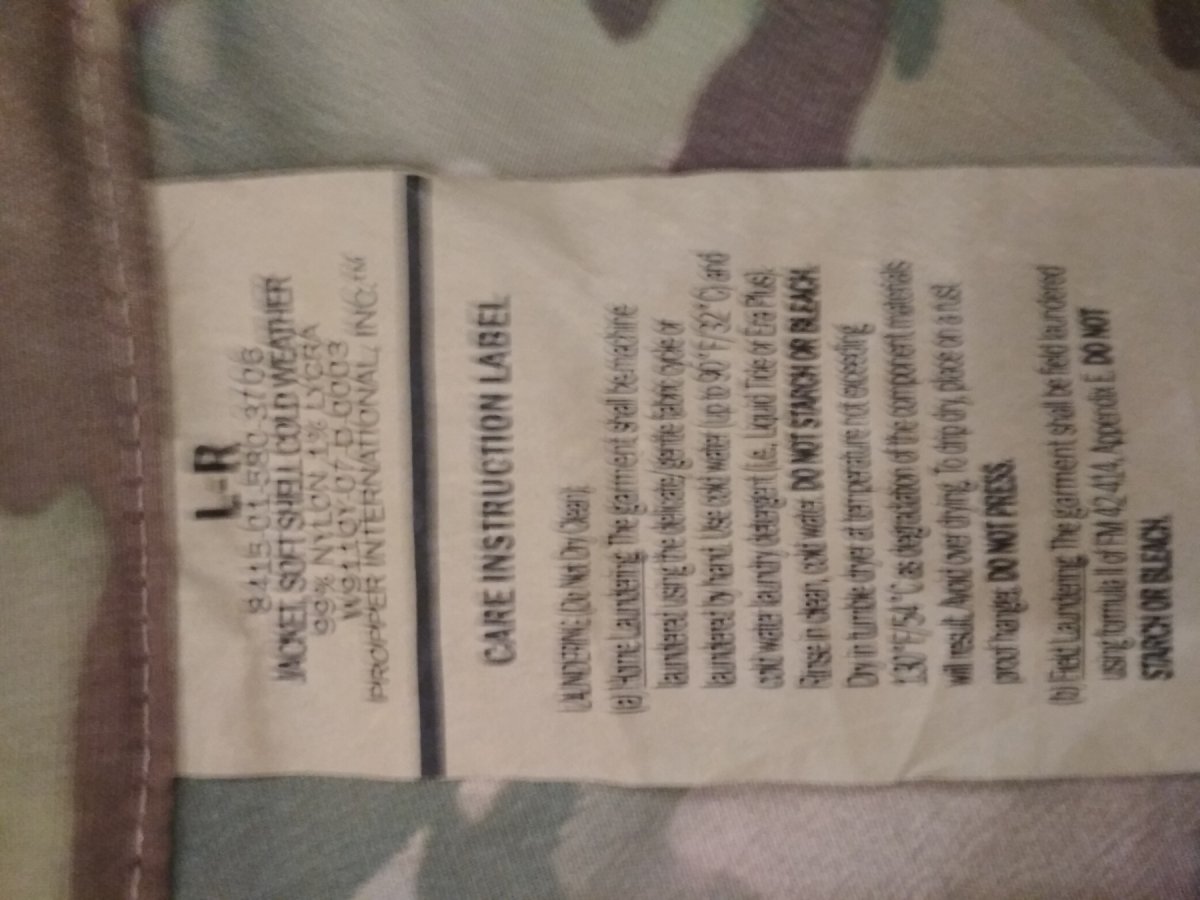 L-R
8415-01-580-3706
JACKET, SOFT SHELL COLD WEATHER
99% NYLON 1% LYCRA
W911QY-07-D-0003
PROPPER INTERNATIONAL, INC.™
CARE INSTRUCTION LABEL
LAUNDERING (Do Not Dry Clean).
(a) Home Laundering. The garment shall be machine
laundered using the delicate/gentle fabric cycle or
laundered by hand. Use cold water (up to 90°F/32°C) and
cold water laundry detergent (i.e., Liquid Tide or Era Plus).
Rinse in clean, cold water. DO NOT STARCH OR BLEACH.
Dry in tumble dryer at temperature not exceeding
130°F/54°C as degradation of the component materials
will result. Avoid over drying. To drip dry, place on a rust
proof hanger. DO NOT PRESS.
(b) Field Laundering. The garment shall be field laundered
using formula II of FM 42-414, Appendix E. DO NOT
STARCH OR BLEACH.